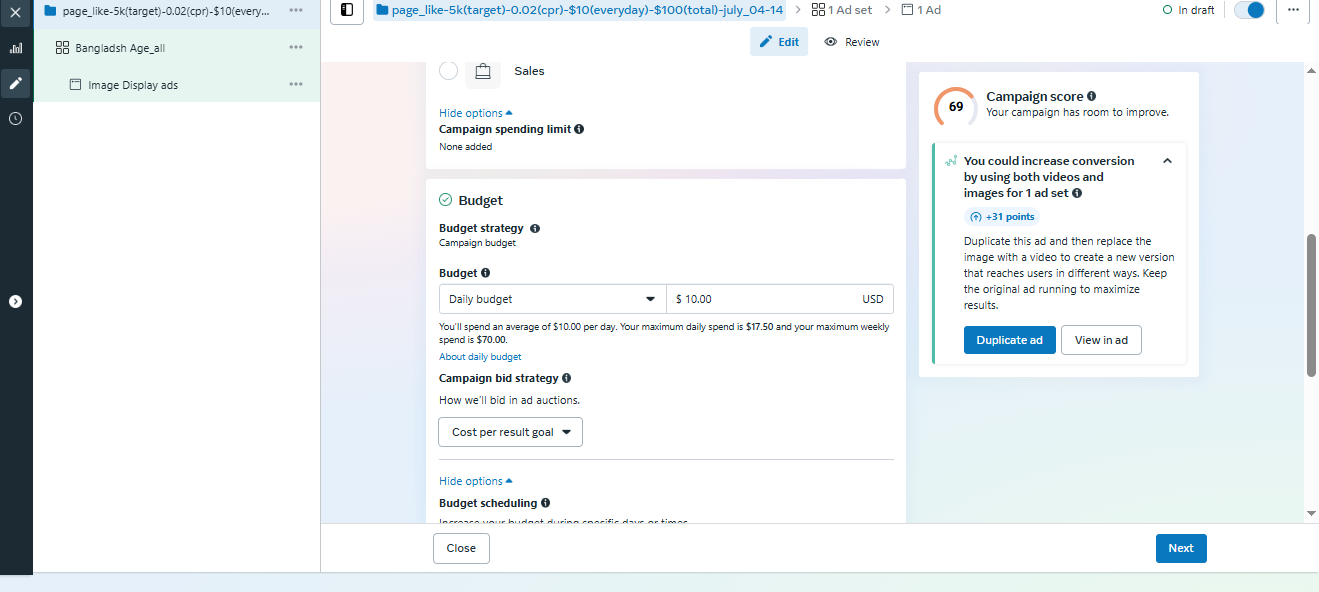 page_like-5k(target)-0.02(cpr)-$10(every...
Bangladsh Age_all
Image Display ads
page_like-5k(target)-0.02(cpr)-$10(everyday)-$100(total)-july_04-14
1 Ad set
1 Ad
In draft
Edit
Review
Sales
Hide options
Campaign spending limit
None added
Budget
Budget strategy
Campaign budget
Budget
Daily budget
$ 10.00
USD
You'll spend an average of $10.00 per day. Your maximum daily spend is $17.50 and your maximum weekly
spend is $70.00.
About daily budget
Campaign bid strategy
How we'll bid in ad auctions.
Cost per result goal
Hide options
Budget scheduling
Increase your budget during specific days or times
Close
Next
69
Campaign score
Your campaign has room to improve.
You could increase conversion
by using both videos and
images for 1 ad set
+31 points
Duplicate this ad and then replace the
image with a video to create a new version
that reaches users in different ways. Keep
the original ad running to maximize
results.
Duplicate ad
View in ad